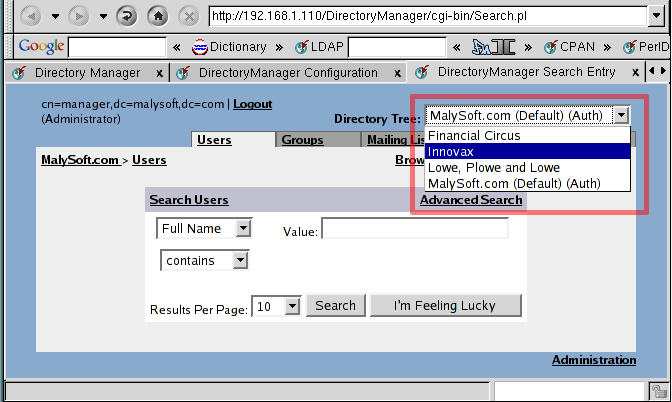 http://192.168.1.110/DirectoryManager/cgi-bin/Search.pl
Google « Dictionary » « LDAP » « » « CPAN » « PerlD
Directory Manager x DirectoryManager Configuration x DirectoryManager Search Entry x
cn=manager,dc=malysoft,dc=com | Logout
(Administrator)
Directory Tree: MalySoft.com (Default) (Auth)
Financial Circus
Innovax
Lowe, Plowe and Lowe
MalySoft.com (Default) (Auth)
Users Groups Mailing Lis
MalySoft.com > Users Brow
Search Users Advanced Search
Full Name Value:
contains
Results Per Page: 10 Search I'm Feeling Lucky
Administration